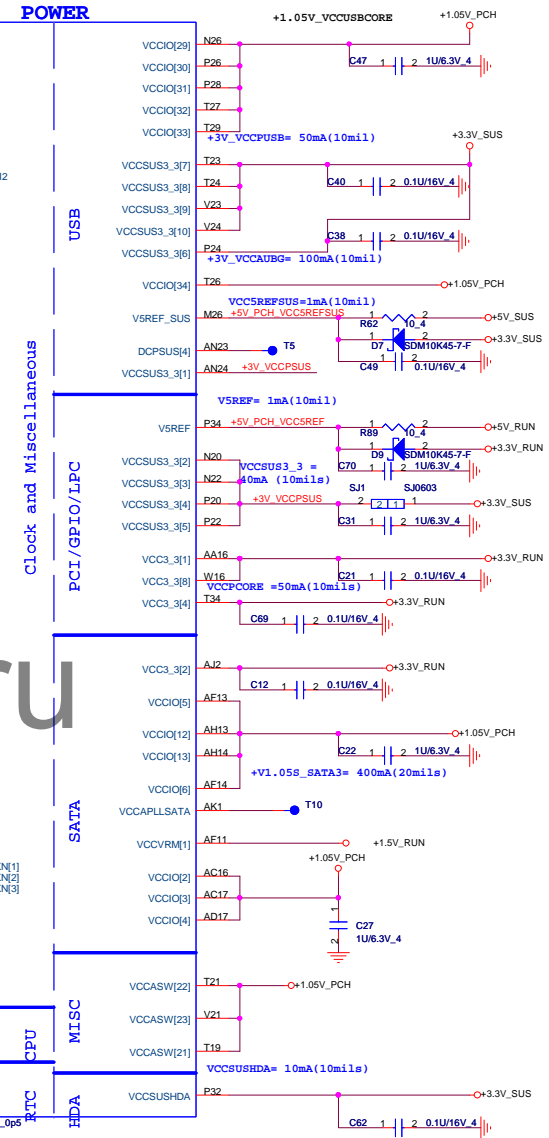 POWER
+1.05V_VCCUSBCORE
+1.05V_PCH
VCCIO[29] N26
VCCIO[30] P26
C47 1 2 1U/6.3V_4
VCCIO[31] P28
VCCIO[32] T27
VCCIO[33] T29
+3V_VCCPUSB= 50mA(10mil)
+3.3V_SUS
VCCSUS3_3[7] T23
VCCSUS3_3[8] T24
C40 1 2 0.1U/16V_4
VCCSUS3_3[9] V23
VCCSUS3_3[10] V24
C38 1 2 0.1U/16V_4
VCCSUS3_3[6] P24
+3V_VCCAUBG= 100mA(10mil)
USB
VCCIO[34] T26
+1.05V_PCH
VCC5REFSUS=1mA(10mil)
V5REF_SUS M26 +5V_PCH_VCC5REFSUS
1 2 +5V_SUS
R62 10_4
+3.3V_SUS
D7 SDM10K45-7-F
DCPSUS[4] AN23 T5
C49 1 2 0.1U/16V_4
VCCSUS3_3[1] AN24 +3V_VCCPSUS
Clock and Miscellaneous
V5REF= 1mA(10mil)
V5REF P34 +5V_PCH_VCC5REF
1 2 +5V_RUN
R89 10_4
+3.3V_RUN
D9 SDM10K45-7-F
VCCSUS3_3[2] N20
VCCSUS3_3 =
40mA (10mils)
C70 1 2 1U/6.3V_4
VCCSUS3_3[3] N22
SJ1 SJ0603
VCCSUS3_3[4] P20 +3V_VCCPSUS
2 2 1 1 +3.3V_SUS
VCCSUS3_3[5] P22
C31 1 2 1U/6.3V_4
PCI/GPIO/LPC
VCC3_3[1] AA16
+3.3V_RUN
VCC3_3[8] W16
C21 1 2 0.1U/16V_4
VCCPCORE =50mA(10mils)
VCC3_3[4] T34
+3.3V_RUN
C69 1 2 0.1U/16V_4
ru
VCC3_3[2] AJ2
+3.3V_RUN
C12 1 2 0.1U/16V_4
VCCIO[5] AF13
VCCIO[12] AH13
+1.05V_PCH
VCCIO[13] AH14
C22 1 2 1U/6.3V_4
+V1.05S_SATA3= 400mA(20mils)
VCCIO[6] AF14
SATA
VCCAPLLSATA AK1 T10
VCCVRM[1] AF11
+1.5V_RUN
+1.05V_PCH
VCCIO[2] AC16
VCCIO[3] AC17
VCCIO[4] AD17
1
C27
2 1U/6.3V_4
N[1]
N[2]
N[3]
VCCASW[22] T21
+1.05V_PCH
VCCASW[23] V21
MISC
CPU
VCCASW[21] T19
VCCSUSHDA= 10mA(10mils)
VCCSUSHDA P32
+3.3V_SUS
RTC
HDA
_0p5
C62 1 2 0.1U/16V_4